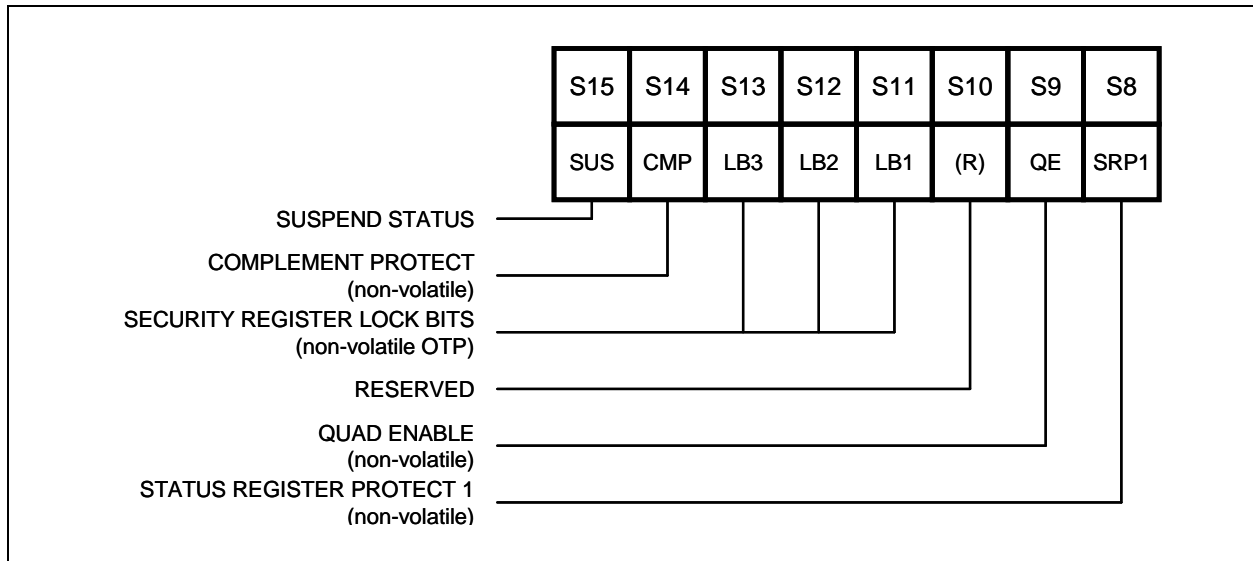 S15 S14 S13 S12 S11 S10 S9 S8
SUS CMP LB3 LB2 LB1 (R) QE SRP1
SUSPEND STATUS
COMPLEMENT PROTECT
(non-volatile)
SECURITY REGISTER LOCK BITS
(non-volatile OTP)
RESERVED
QUAD ENABLE
(non-volatile)
STATUS REGISTER PROTECT 1
(non-volatile)